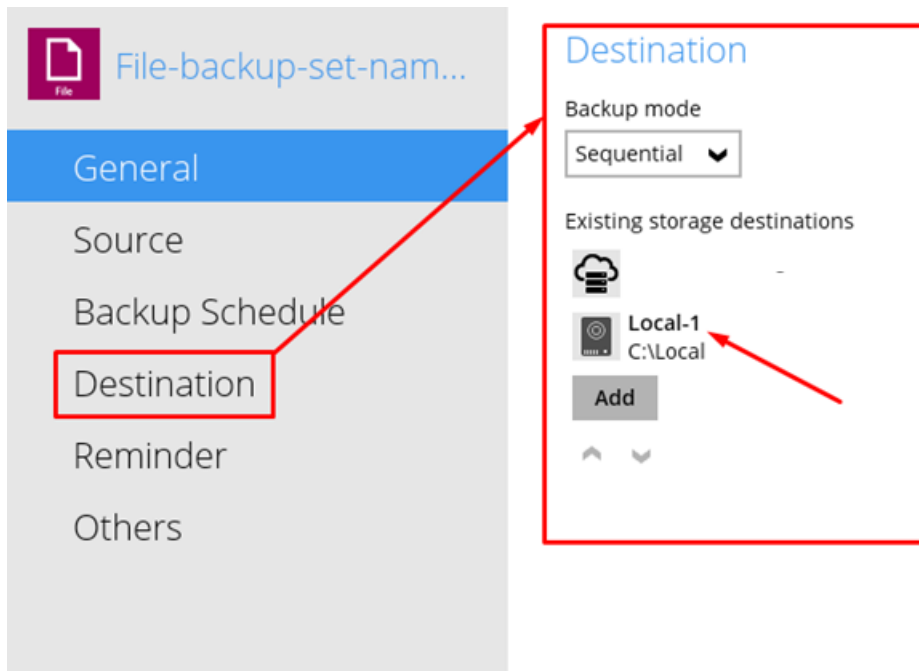 File
File-backup-set-nam...
General
Source
Backup Schedule
Destination
Reminder
Others
Destination
Backup mode
Sequential
Existing storage destinations
-
Local-1
C:\Local
Add